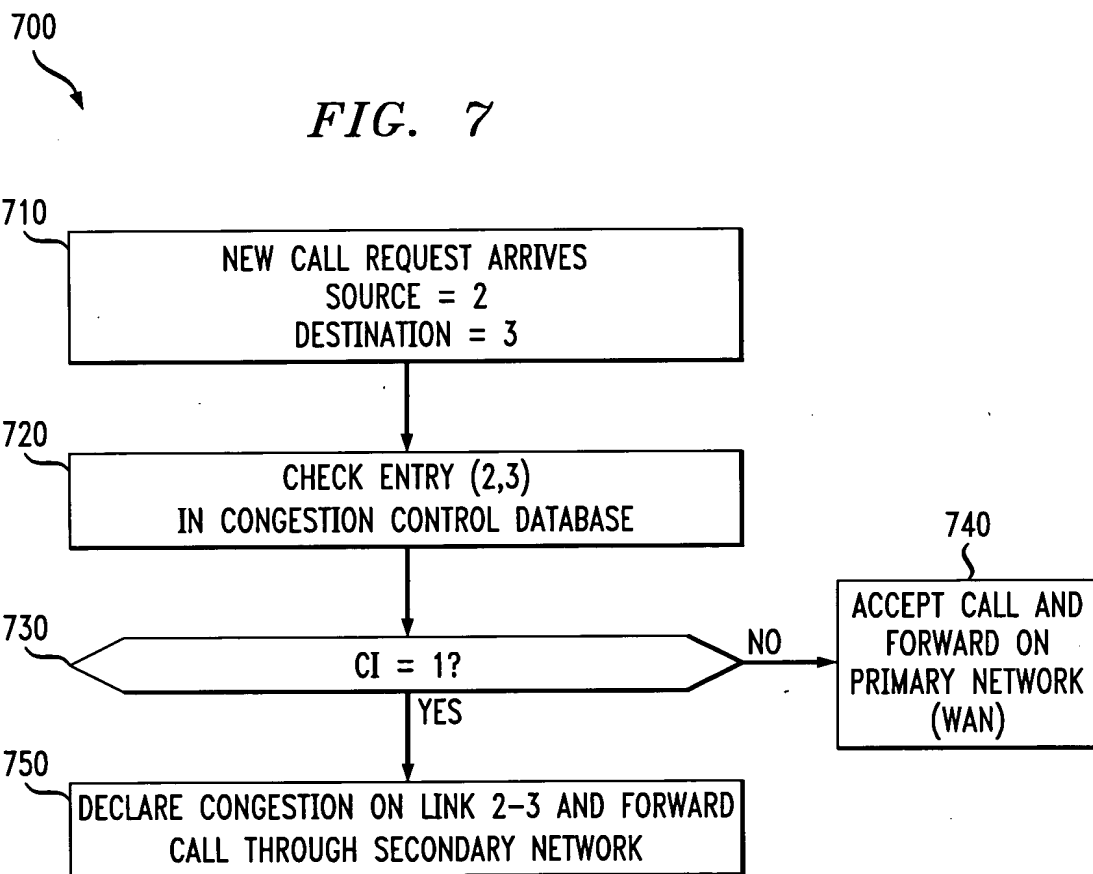 700
FIG. 7
710
NEW CALL REQUEST ARRIVES
SOURCE = 2
DESTINATION = 3
720
CHECK ENTRY (2,3)
IN CONGESTION CONTROL DATABASE
730
CI = 1?
NO
740
ACCEPT CALL AND
FORWARD ON
PRIMARY NETWORK
(WAN)
YES
750
DECLARE CONGESTION ON LINK 2-3 AND FORWARD
CALL THROUGH SECONDARY NETWORK